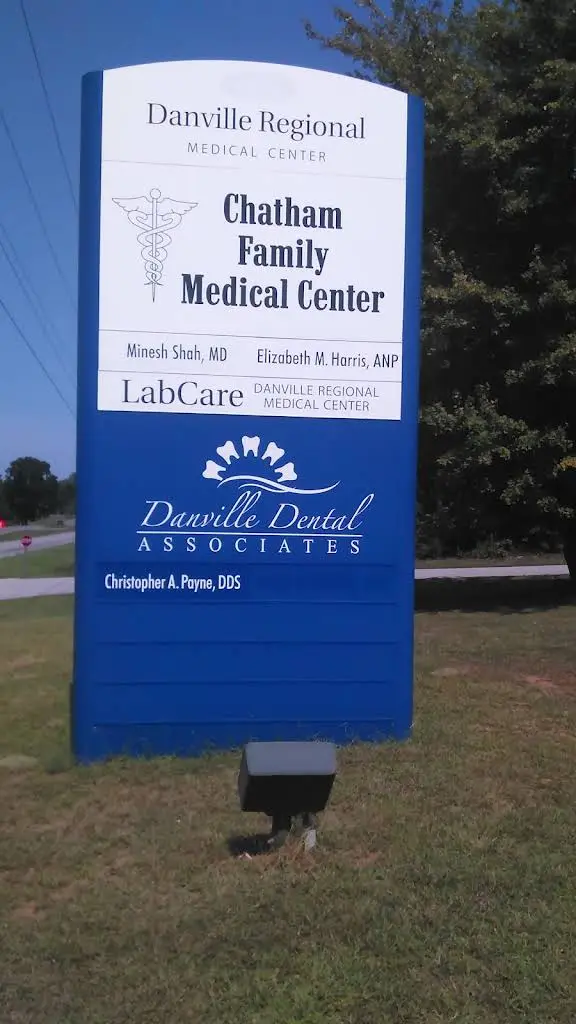 Danville Regional
MEDICAL CENTER
Chatham
Family
Medical Center
Minesh Shah, MD
Elizabeth M. Harris, ANP
LabCare
DANVILLE REGIONAL
MEDICAL CENTER
Danville Dental
ASSOCIATES
Christopher A. Payne, DDS